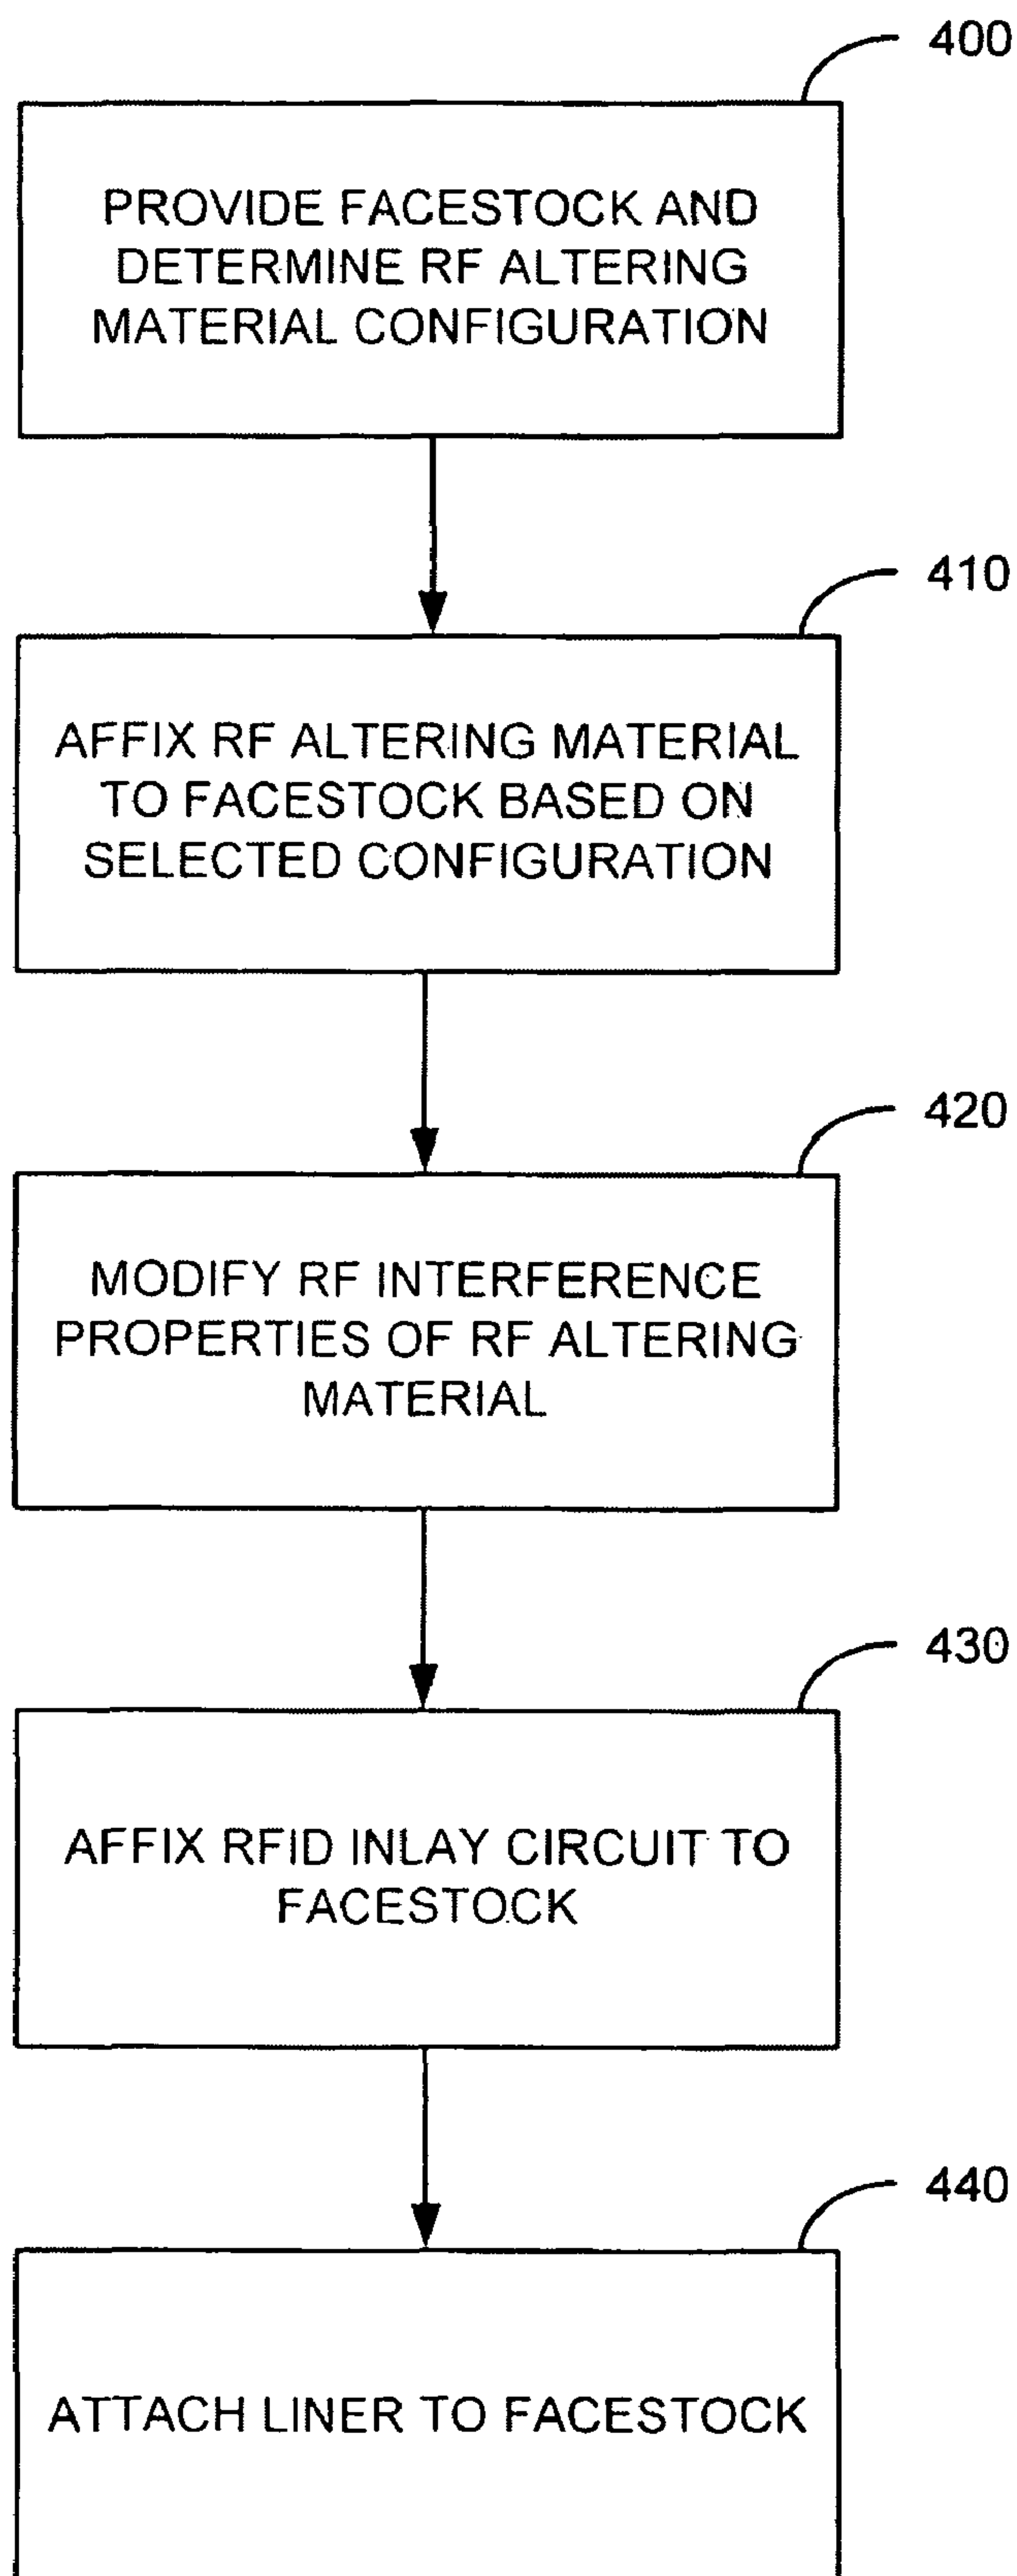 400
PROVIDE FACESTOCK AND
DETERMINE RF ALTERING
MATERIAL CONFIGURATION
410
AFFIX RF ALTERING MATERIAL
TO FACESTOCK BASED ON
SELECTED CONFIGURATION
420
MODIFY RF INTERFERENCE
PROPERTIES OF RF ALTERING
MATERIAL
430
AFFIX RFID INLAY CIRCUIT TO
FACESTOCK
440
ATTACH LINER TO FACESTOCK